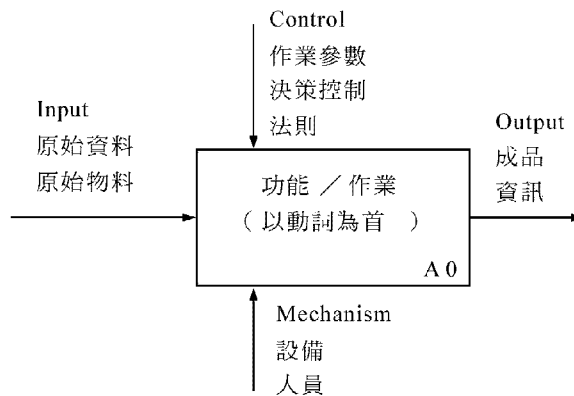 Control
作業參數
決策控制
法則
Input
原始資料
原始物料
Output
成品
資訊
功能／作業
（以動詞為首）
A0
Mechanism
設備
人員